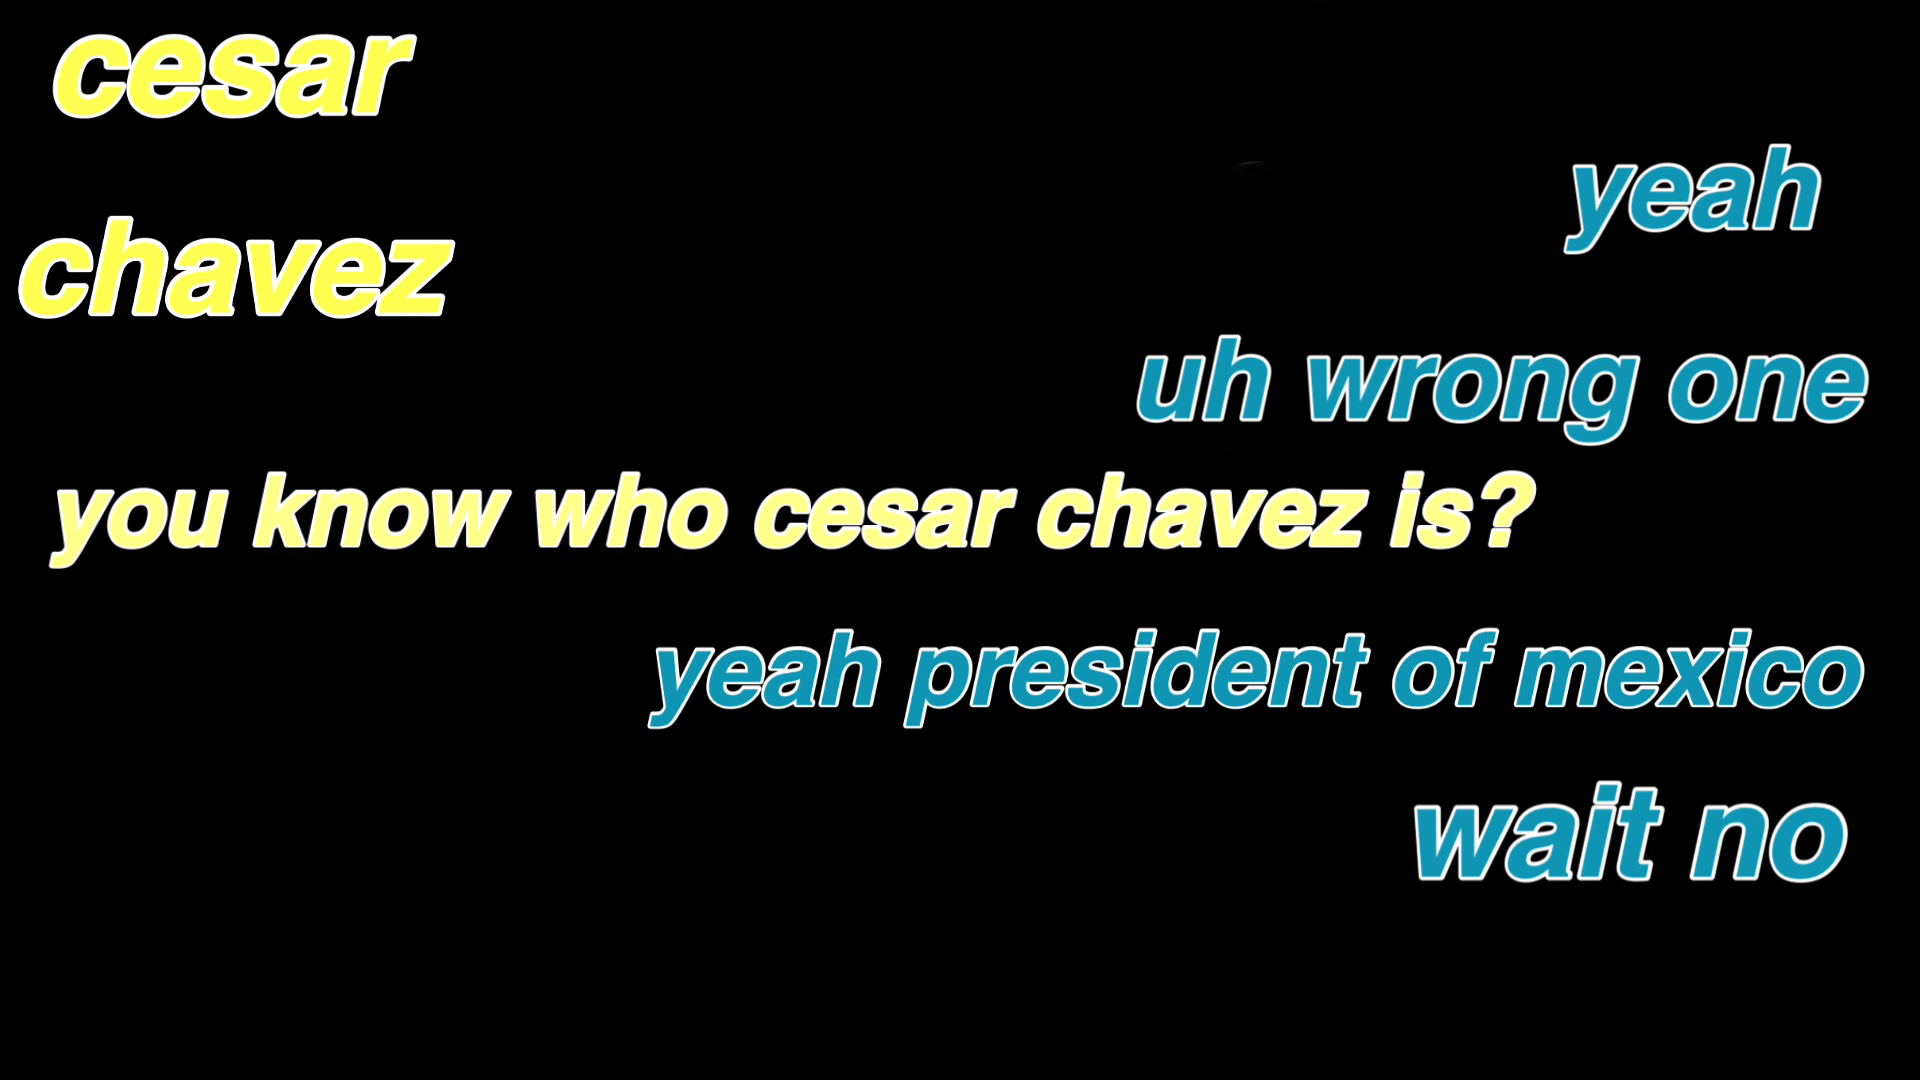 cesar
yeah
chavez
uh wrong one
you know who cesar chavez is?
yeah president of mexico
wait no